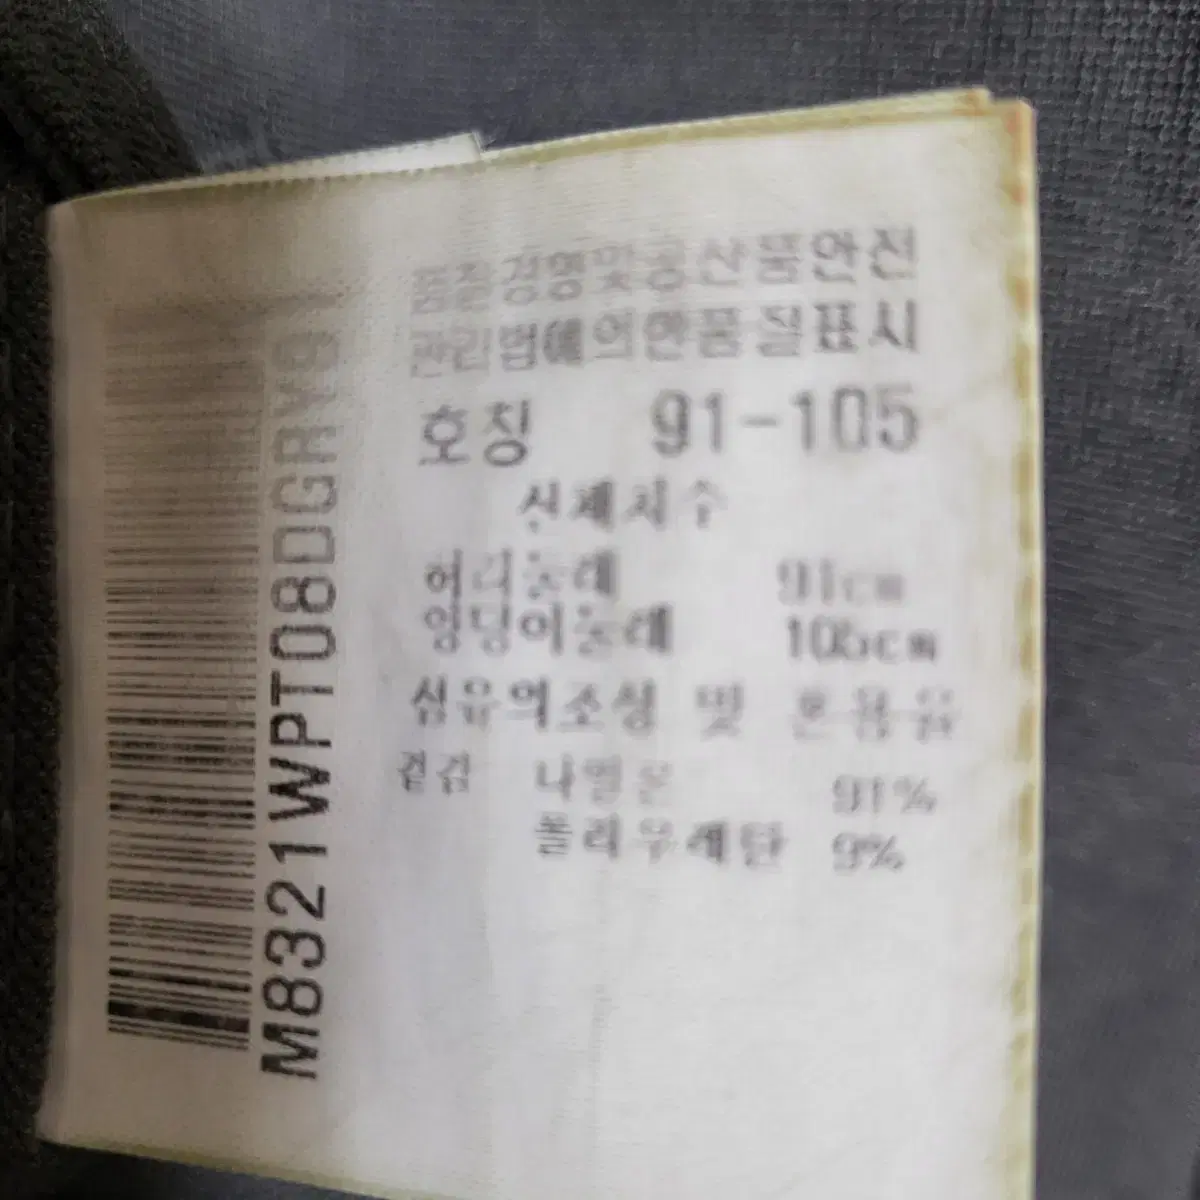 품질경영및공산품안전
관리법에의한품질표시
호칭 91-105
신체치수
허리둘레 91cm
엉덩이둘레 105cm
섬유의조성 및 혼용율
겉감 나일론 91%
폴리우레탄 9%
M8321WPT08DGRY91